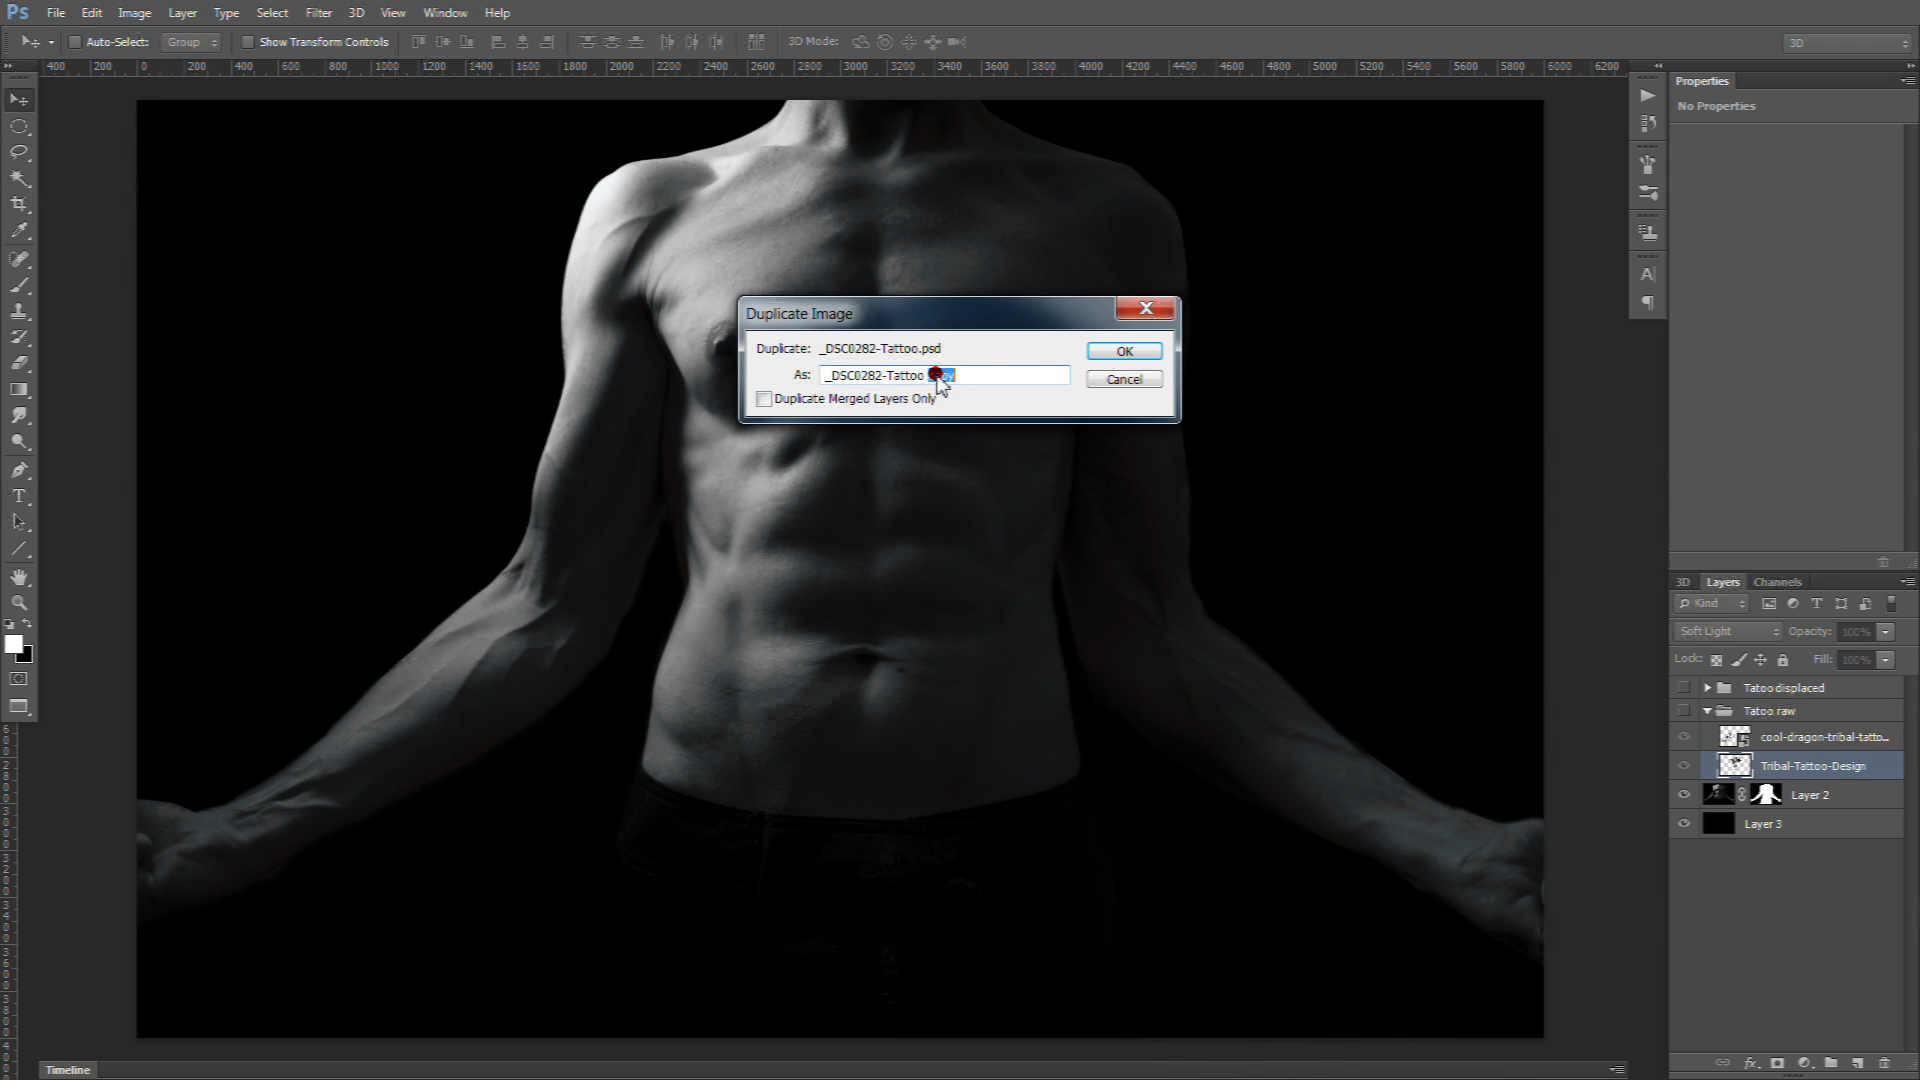 Ps File Edit Image Layer Type Select Filter 3D View Window Help
Auto-Select: Group Show Transform Controls 3D Mode: 3D
400 200 0 200 400 600 800 1000 1200 1400 1600 1800 2000 2200 2400 2600 2800 3000 3200 3400 3600 3800 4000 4200 4400 4600 4800 5000 5200 5400 5600 5800 6000 6200
Properties
No Properties
Duplicate Image
Duplicate: _DSC0282-Tattoo.psd
OK
As: _DSC0282-Tattoo
Cancel
Duplicate Merged Layers Only
3D Layers Channels
Kind
Soft Light Opacity: 100%
Lock: Fill: 100%
Tatoo displaced
Tatoo raw
cool-dragon-tribal-tatto...
Tribal-Tattoo-Design
Layer 2
Layer 3
Timeline